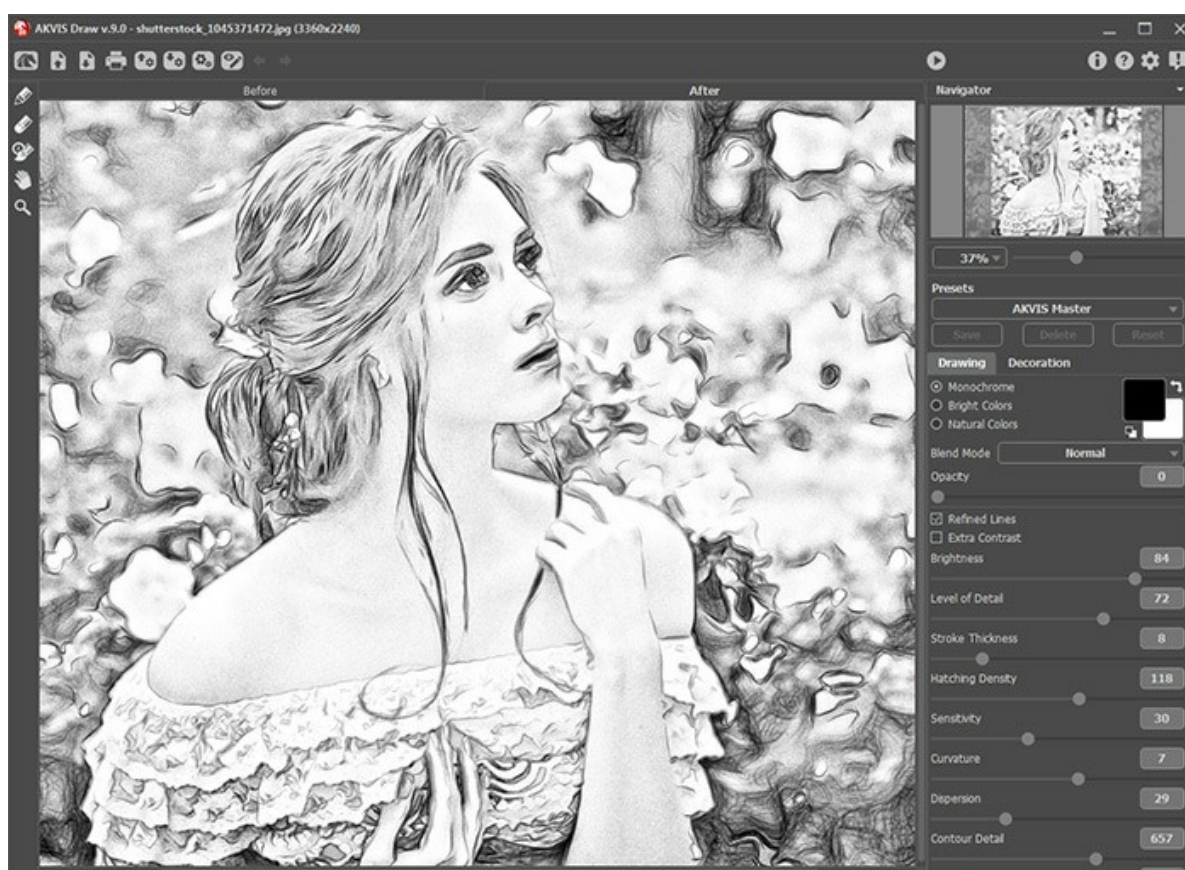 AKVIS Draw v.9.0 - shutterstock_1045371472.jpg (3360x2240)
Before
After
Navigator
37%
Presets
AKVIS Master
Save Delete Reset
Drawing Decoration
Monochrome
Bright Colors
Natural Colors
Blend Mode Normal
Opacity 0
Refined Lines
Extra Contrast
Brightness 84
Level of Detail 72
Stroke Thickness 8
Hatching Density 118
Sensitivity 30
Curvature 7
Dispersion 29
Contour Detail 657